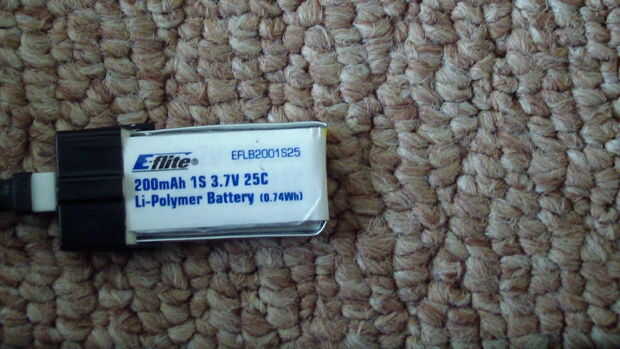 E-flite® EFLB2001S25
200mAh 1S 3.7V 25C
Li-Polymer Battery (0.74Wh)